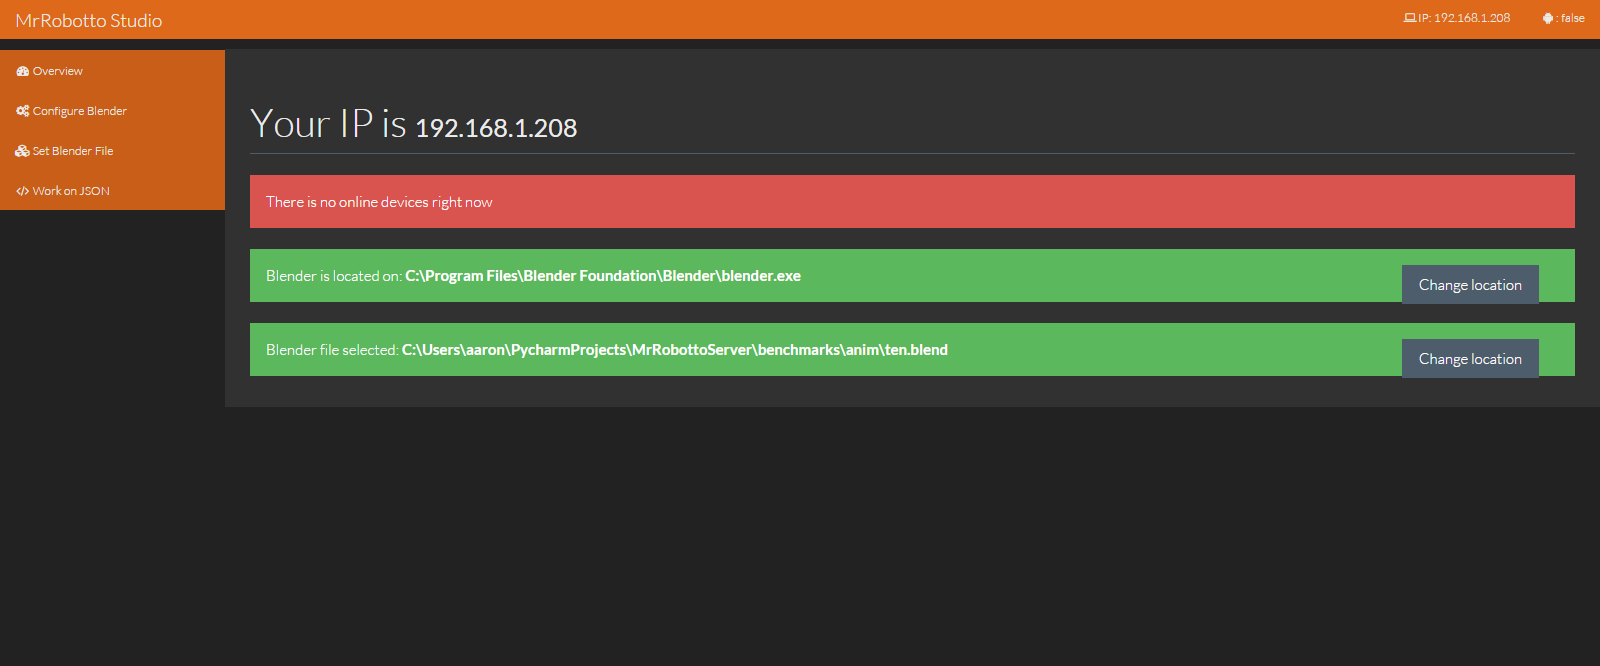 MrRobotto Studio
IP: 192.168.1.208
: false
Overview
Configure Blender
Set Blender File
Work on JSON
Your IP is 192.168.1.208
There is no online devices right now
Blender is located on: C:\Program Files\Blender Foundation\Blender\blender.exe
Change location
Blender file selected: C:\Users\aaron\PycharmProjects\MrRobottoServer\benchmarks\anim\ten.blend
Change location